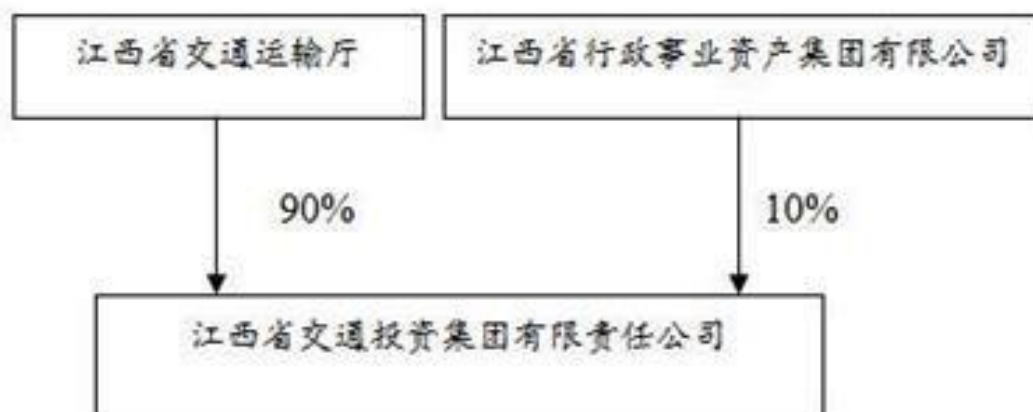 江西省交通运输厅
江西省行政事业资产集团有限公司
90%
10%
江西省交通投资集团有限责任公司